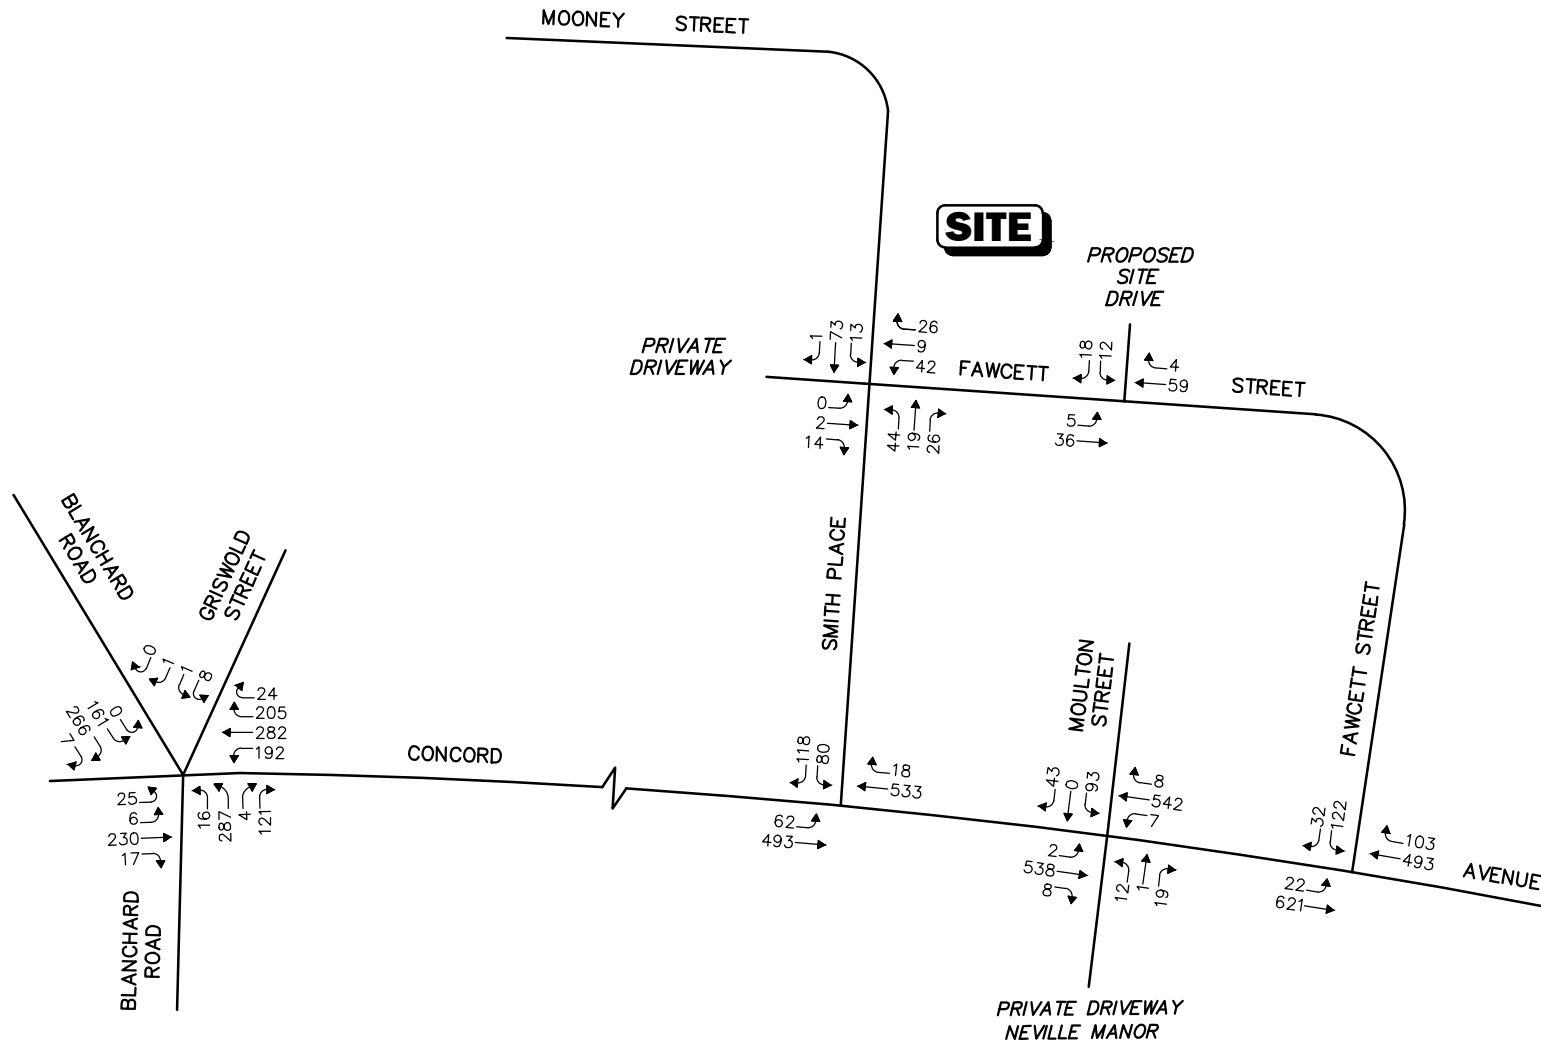 MOONEY STREET
SITE
PROPOSED
SITE
DRIVE
PRIVATE
DRIVEWAY
1
73
13
26
9
42
FAWCETT STREET
18
12
4
59
0
2
14
44
19
26
5
36
BLANCHARD
ROAD
GRISWOLD
STREET
SMITH PLACE
MOULTON
STREET
FAWCETT STREET
0
1
1
8
24
205
282
192
0
161
266
7
CONCORD AVENUE
25
6
230
17
16
287
4
121
118
80
18
533
62
493
43
0
93
8
542
7
2
538
8
12
1
19
32
122
103
493
22
621
BLANCHARD
ROAD
PRIVATE DRIVEWAY
NEVILLE MANOR